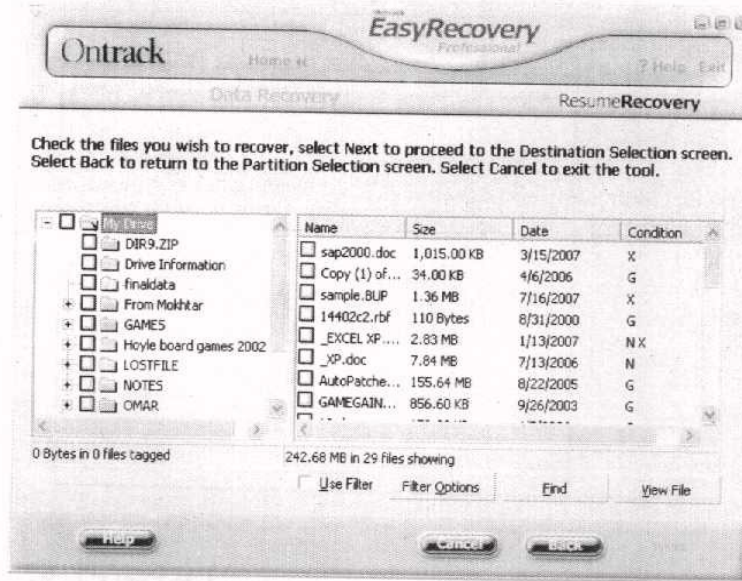 EasyRecovery
Professional
Ontrack
Home
? Help Exit
Data Recovery
ResumeRecovery
Check the files you wish to recover, select Next to proceed to the Destination Selection screen.
Select Back to return to the Partition Selection screen. Select Cancel to exit the tool.
My Drive
DIR9.ZIP
Drive Information
finaldata
From Mokhtar
GAMES
Hoyle board games 2002
LOSTFILE
NOTES
OMAR
Name Size Date Condition
sap2000.doc 1,015.00 KB 3/15/2007 X
Copy (1) of... 34.00 KB 4/6/2006 G
sample.BUP 1.36 MB 7/16/2007 X
14402c2.rbf 110 Bytes 8/31/2000 G
_EXCEL XP.... 2.83 MB 1/13/2007 NX
_XP.doc 7.84 MB 7/13/2006 N
AutoPatche... 155.64 MB 8/22/2005 G
GAMEGAIN... 856.60 KB 9/26/2003 G
0 Bytes in 0 files tagged
242.68 MB in 29 files showing
Use Filter Filter Options Find View File
Help Cancel Back